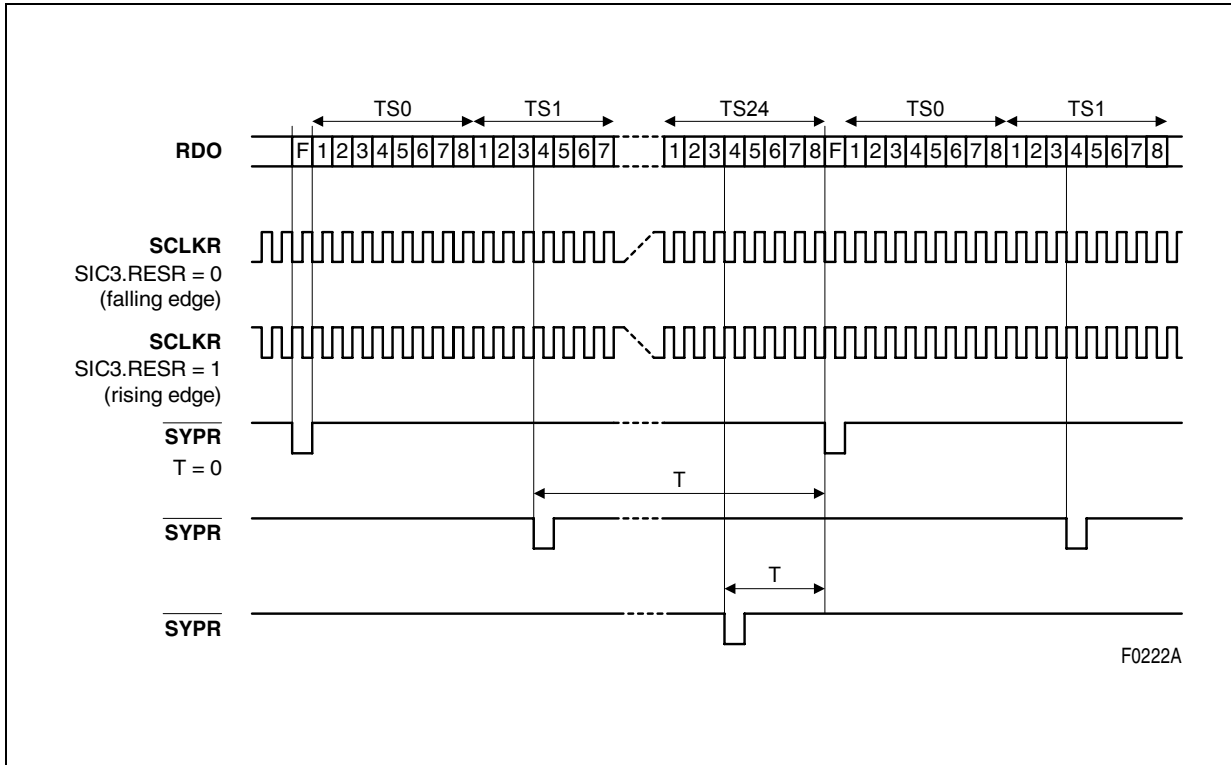 TS0 TS1 TS24 TS0 TS1
RDO F 1 2 3 4 5 6 7 8 1 2 3 4 5 6 7 1 2 3 4 5 6 7 8 F 1 2 3 4 5 6 7 8 1 2 3 4 5 6 7 8
SCLKR
SIC3.RESR = 0
(falling edge)
SCLKR
SIC3.RESR = 1
(rising edge)
SYPR
T = 0
T
SYPR
T
SYPR
F0222A